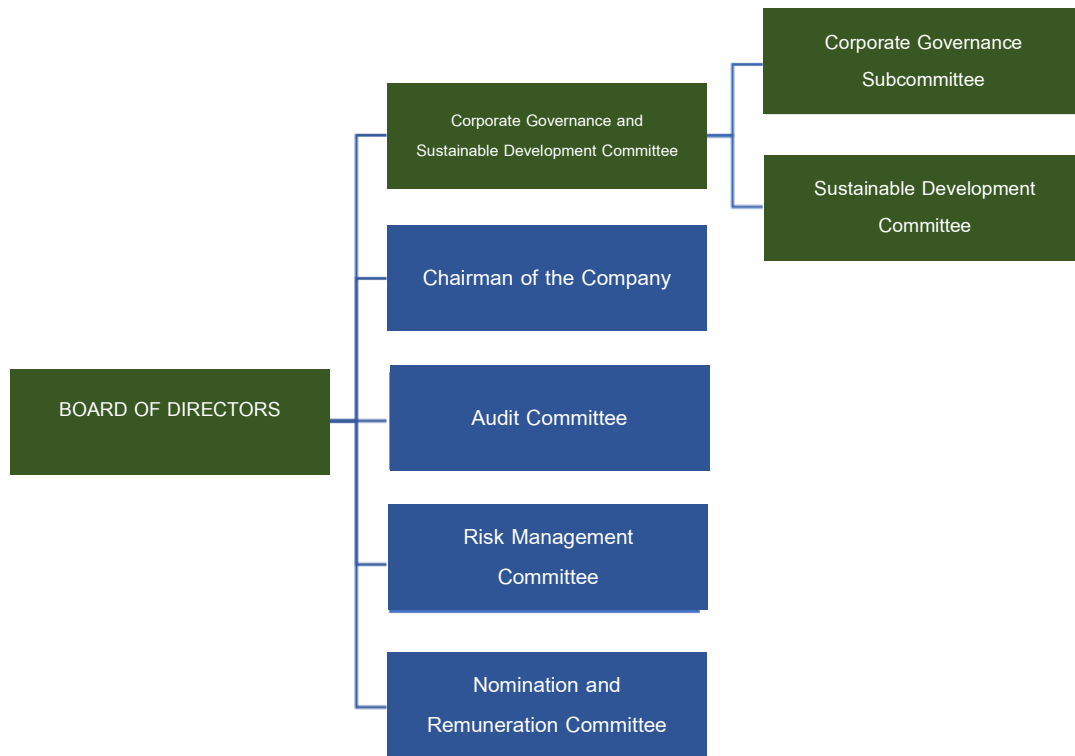 Corporate Governance
Subcommittee
Corporate Governance and
Sustainable Development Committee
Sustainable Development
Committee
Chairman of the Company
BOARD OF DIRECTORS
Audit Committee
Risk Management
Committee
Nomination and
Remuneration Committee